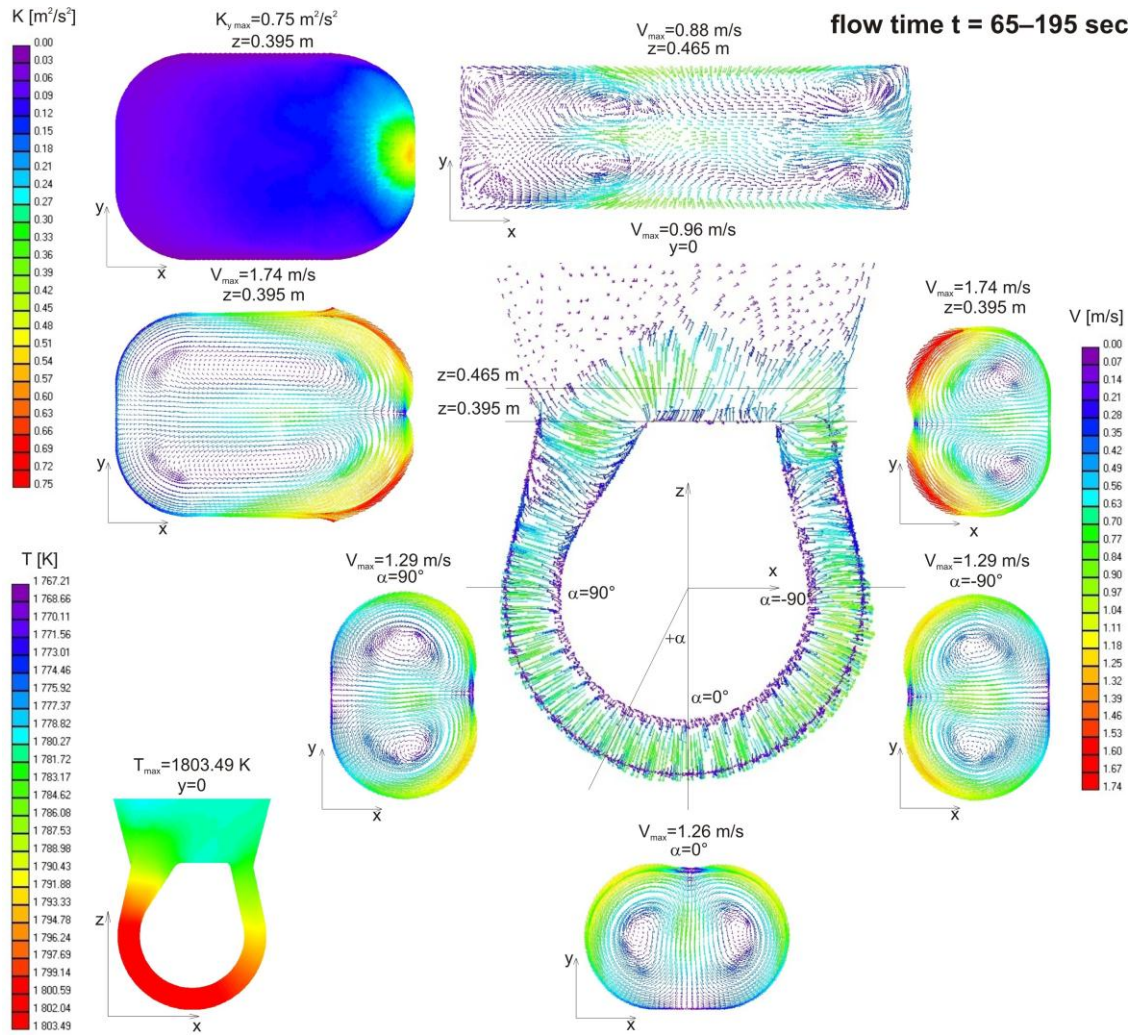 flow time t = 65–195 sec
K [m²/s²]
0.00
0.03
0.06
0.09
0.12
0.15
0.18
0.21
0.24
0.27
0.30
0.33
0.36
0.39
0.42
0.45
0.48
0.51
0.54
0.57
0.60
0.63
0.66
0.69
0.72
0.75
K_y max=0.75 m²/s²
z=0.395 m
y
x
V_max=0.88 m/s
z=0.465 m
y
x
V_max=1.74 m/s
z=0.395 m
y
x
V_max=0.96 m/s
y=0
z=0.465 m
z=0.395 m
z
x
α=90°
α=-90°
+α
α=0°
V_max=1.74 m/s
z=0.395 m
y
x
V [m/s]
0.00
0.07
0.14
0.21
0.28
0.35
0.42
0.49
0.56
0.63
0.70
0.77
0.84
0.90
0.97
1.04
1.11
1.18
1.25
1.32
1.39
1.46
1.53
1.60
1.67
1.74
T [K]
1 767.21
1 768.66
1 770.11
1 771.56
1 773.01
1 774.46
1 775.92
1 777.37
1 778.82
1 780.27
1 781.72
1 783.17
1 784.62
1 786.08
1 787.53
1 788.98
1 790.43
1 791.88
1 793.33
1 794.78
1 796.24
1 797.69
1 799.14
1 800.59
1 802.04
1 803.49
V_max=1.29 m/s
α=90°
y
x
V_max=1.29 m/s
α=-90°
y
x
T_max=1803.49 K
y=0
z
x
V_max=1.26 m/s
α=0°
y
x